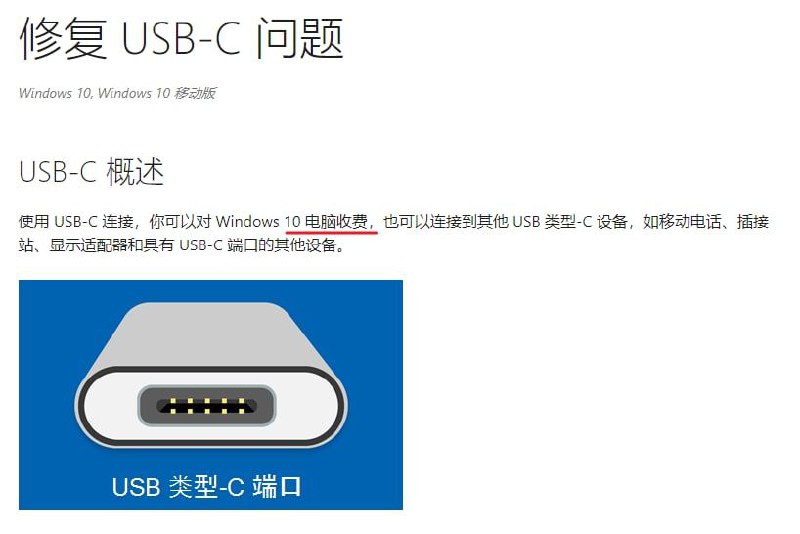 修复 USB-C 问题
Windows 10, Windows 10 移动版
USB-C 概述
使用 USB-C 连接，你可以对 Windows 10 电脑收费，也可以连接到其他 USB 类型-C 设备，如移动电话、插接
站、显示适配器和具有 USB-C 端口的其他设备。
USB 类型-C 端口